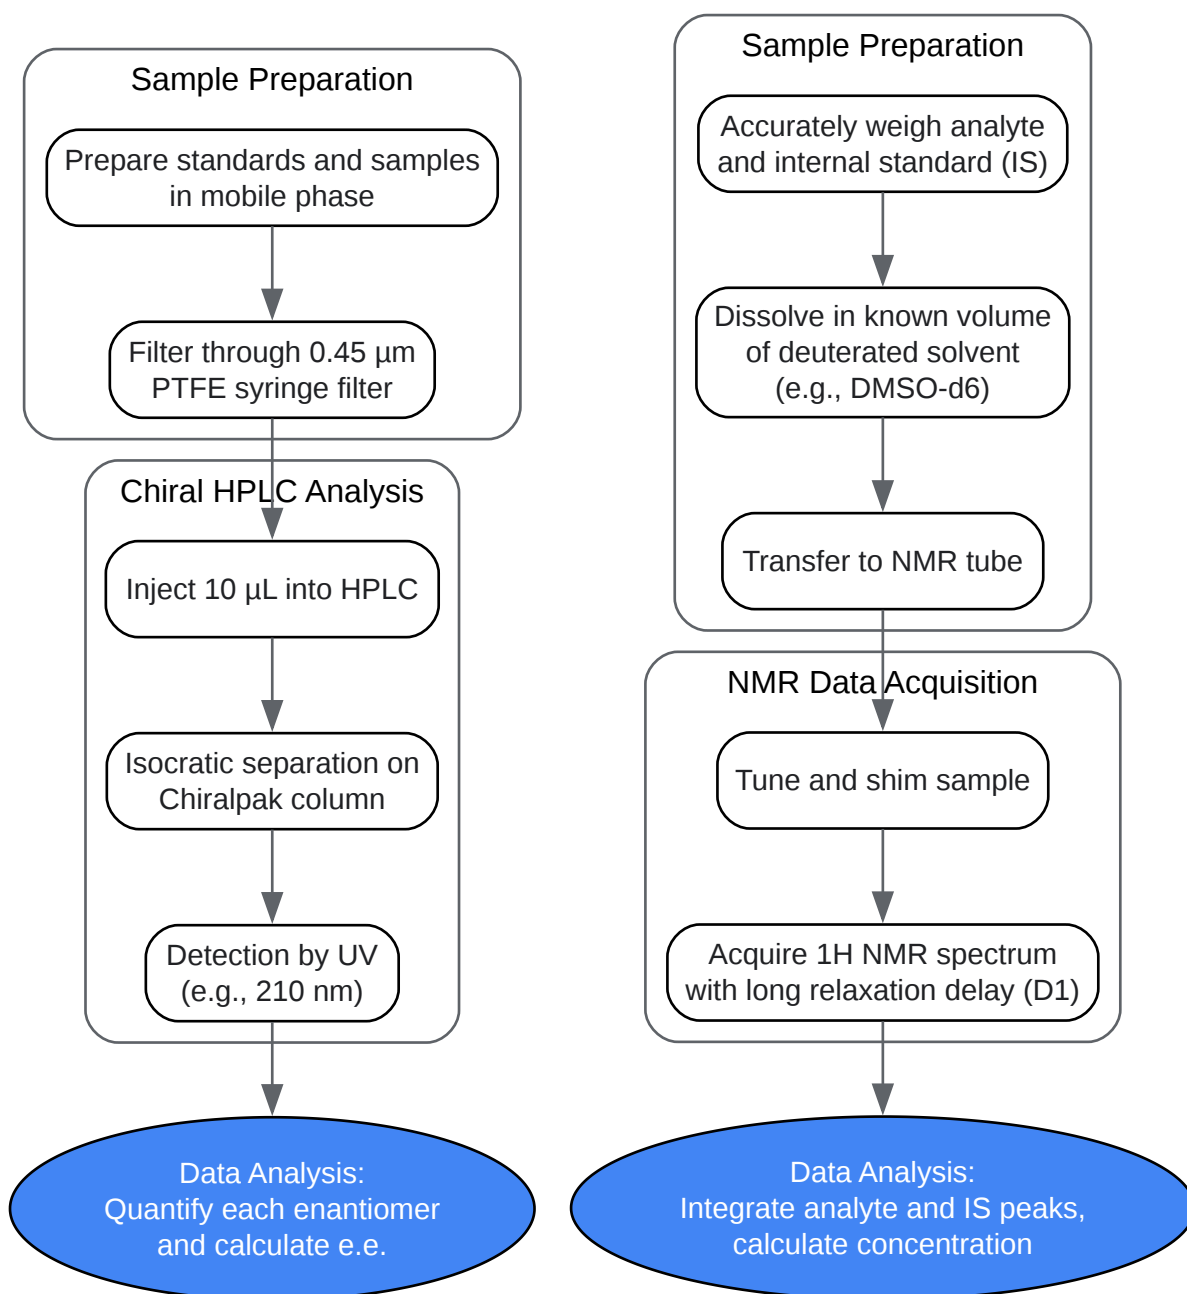 Sample Preparation
Prepare standards and samples
in mobile phase
Filter through 0.45 µm
PTFE syringe filter
Chiral HPLC Analysis
Inject 10 µL into HPLC
Isocratic separation on
Chiralpak column
Detection by UV
(e.g., 210 nm)
Data Analysis:
Quantify each enantiomer
and calculate e.e.
Sample Preparation
Accurately weigh analyte
and internal standard (IS)
Dissolve in known volume
of deuterated solvent
(e.g., DMSO-d6)
Transfer to NMR tube
NMR Data Acquisition
Tune and shim sample
Acquire 1H NMR spectrum
with long relaxation delay (D1)
Data Analysis:
Integrate analyte and IS peaks,
calculate concentration